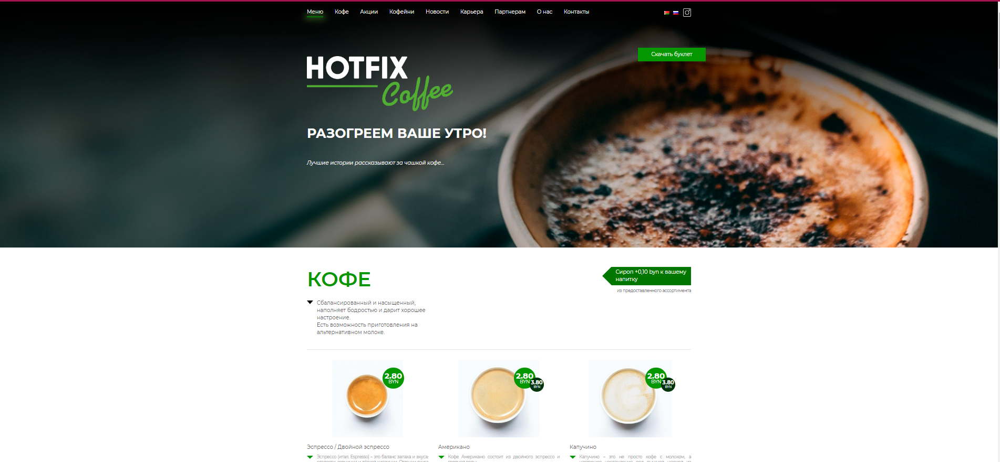 Меню Кофе Акции Кофейни Новости Карьера Партнерам О нас Контакты
Скачать буклет
HOTFIX
Coffee
РАЗОГРЕЕМ ВАШЕ УТРО!
Лучшие истории рассказывают за чашкой кофе...
КОФЕ
Сироп +0,10 byn к вашему
напитку
из предоставленного ассортимента
Сбалансированный и насыщенный,
наполняет бодростью и дарит хорошее
настроение.
Есть возможность приготовления на
альтернативном молоке.
2.80
BYN
2.80
BYN
3.80
BYN
2.80
BYN
3.80
BYN
Эспрессо / Двойной эспрессо
Эспрессо (итал. Espresso) – это баланс запаха и вкуса:
Американо
Кофе Американо состоит из двойного эспрессо и
Капучино
Капучино – это не просто кофе с молоком, а